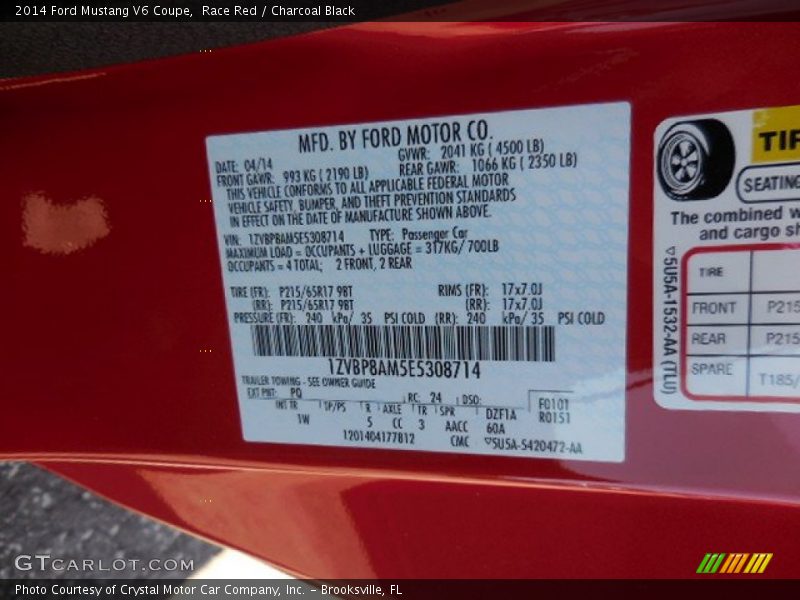 2014 Ford Mustang V6 Coupe, Race Red / Charcoal Black
MFD. BY FORD MOTOR CO.
DATE: 04/14 GVWR: 2041 KG ( 4500 LB)
FRONT GAWR: 993 KG ( 2190 LB) REAR GAWR: 1066 KG ( 2350 LB)
THIS VEHICLE CONFORMS TO ALL APPLICABLE FEDERAL MOTOR
VEHICLE SAFETY, BUMPER, AND THEFT PREVENTION STANDARDS
IN EFFECT ON THE DATE OF MANUFACTURE SHOWN ABOVE.
VIN: 1ZVBP8AM5E5308714 TYPE: Passenger Car
MAXIMUM LOAD = OCCUPANTS + LUGGAGE = 317KG/ 700LB
OCCUPANTS = 4 TOTAL; 2 FRONT, 2 REAR
TIRE (FR): P215/65R17 98T RIMS (FR): 17x7.0J
(RR): P215/65R17 98T (RR): 17x7.0J
PRESSURE (FR): 240 kPa/ 35 PSI COLD (RR): 240 kPa/ 35 PSI COLD
1ZVBP8AM5E5308714
TRAILER TOWING - SEE OWNER GUIDE
EXT PNT: PQ RC: 24 DSO:
INT TR TP/PS R AXLE TR SPR DZF1A F0101
1W 5 CC 3 AACC 60A R0151
1201404177812 CMC 5U5A-5420472-AA
TIR
SEATING
The combined w
and cargo sh
TIRE
FRONT P215
REAR P215
SPARE T185/
5U5A-1532-AA (TLU)
GTCARLOT.COM
Photo Courtesy of Crystal Motor Car Company, Inc. - Brooksville, FL